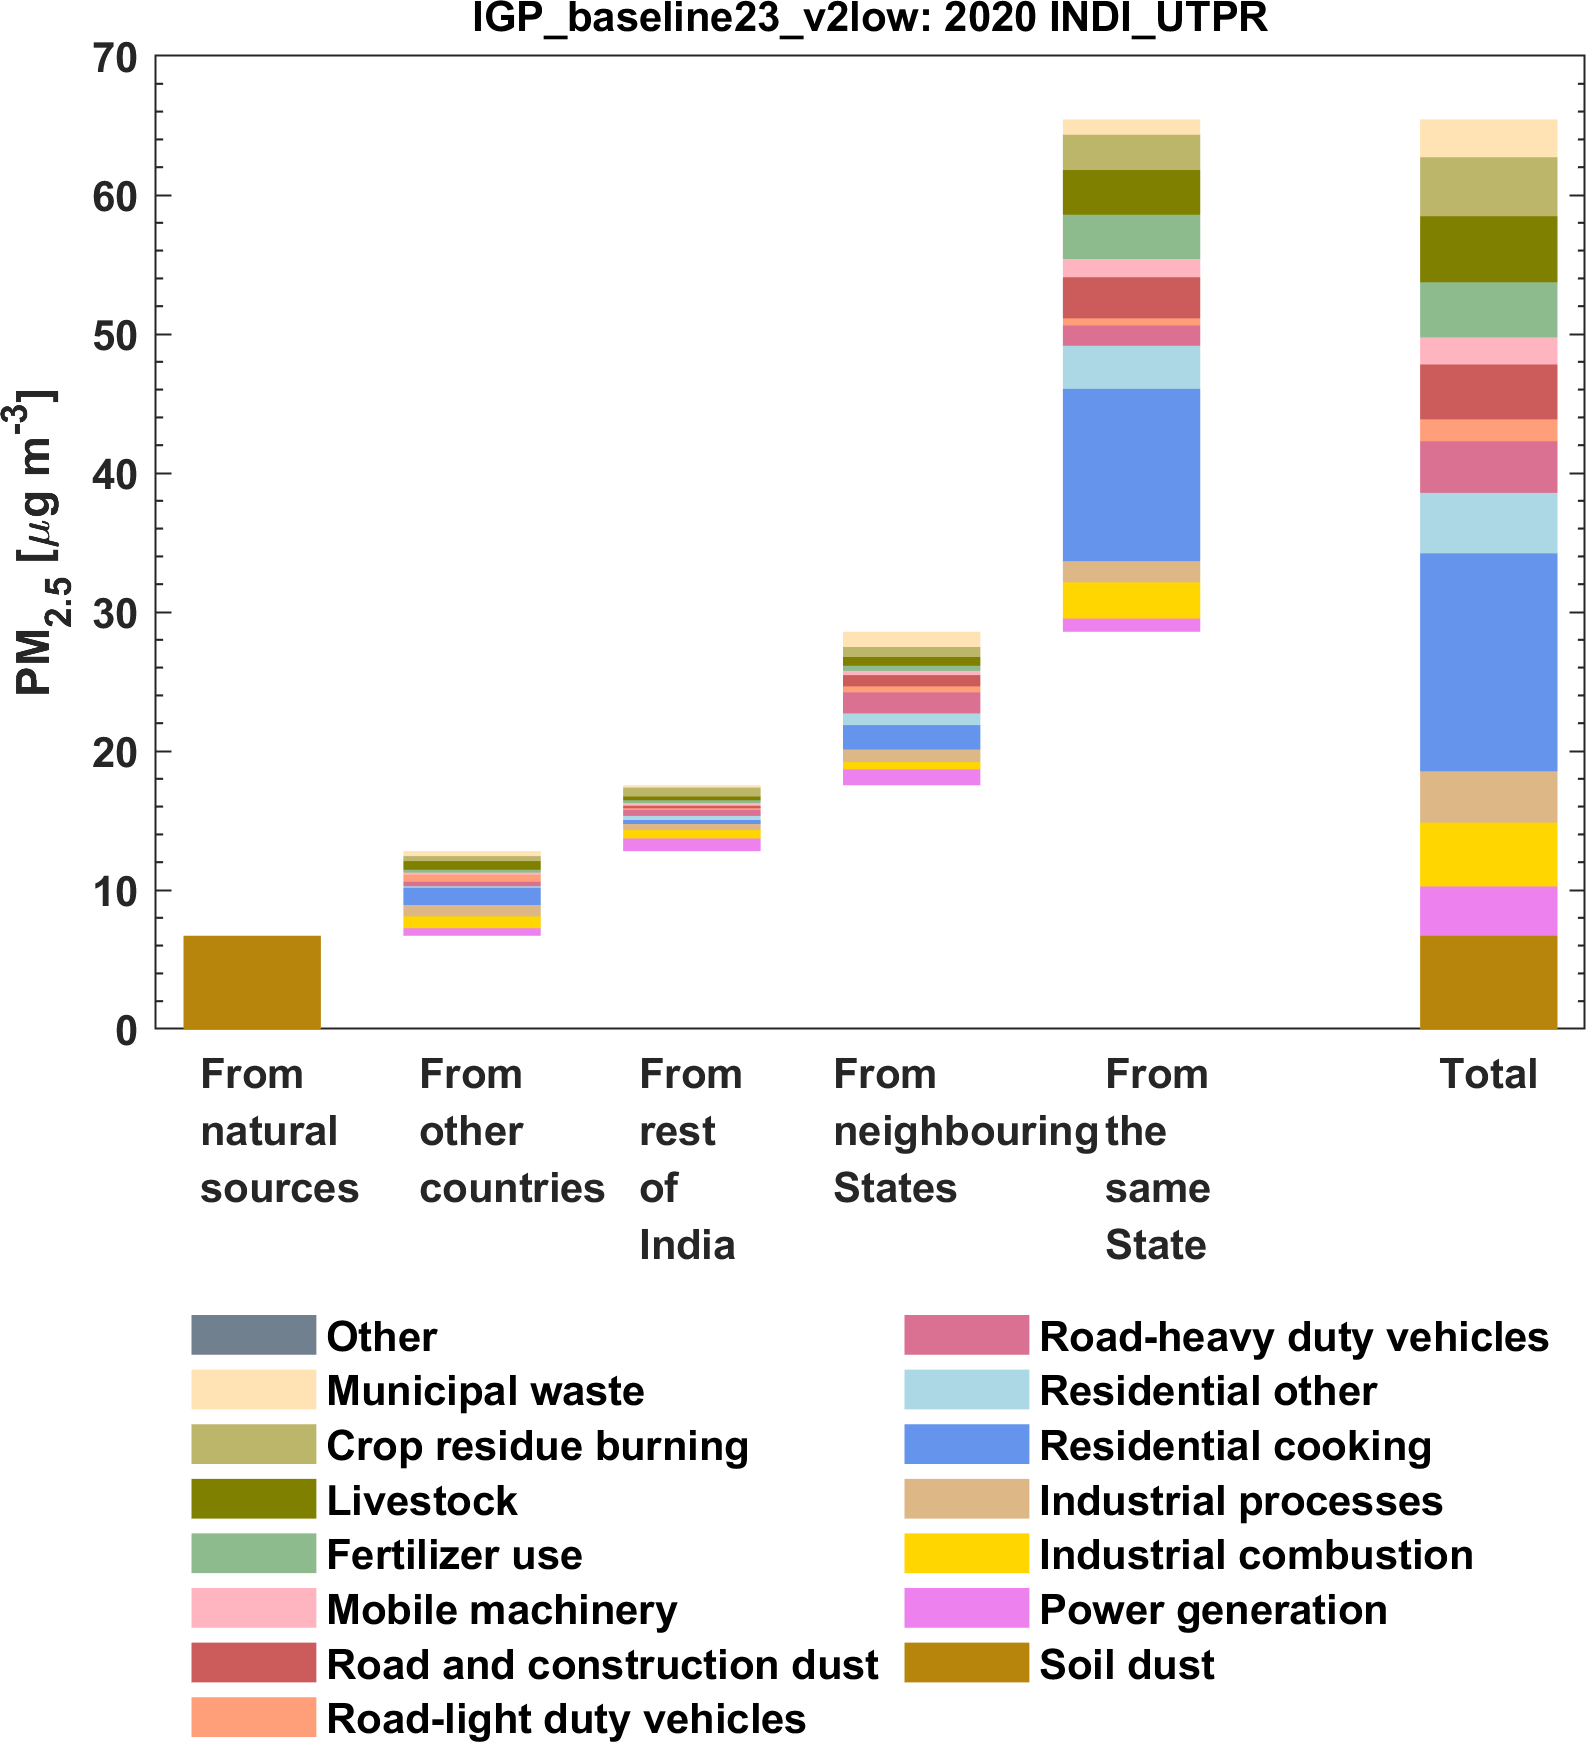 IGP_baseline23_v2low: 2020 INDI_UTPR
PM2.5 [μg m-3]
70
60
50
40
30
20
10
0
From natural sources
From other countries
From rest of India
From neighbouring States
From the same State
Total
Other
Municipal waste
Crop residue burning
Livestock
Fertilizer use
Mobile machinery
Road and construction dust
Road-light duty vehicles
Road-heavy duty vehicles
Residential other
Residential cooking
Industrial processes
Industrial combustion
Power generation
Soil dust